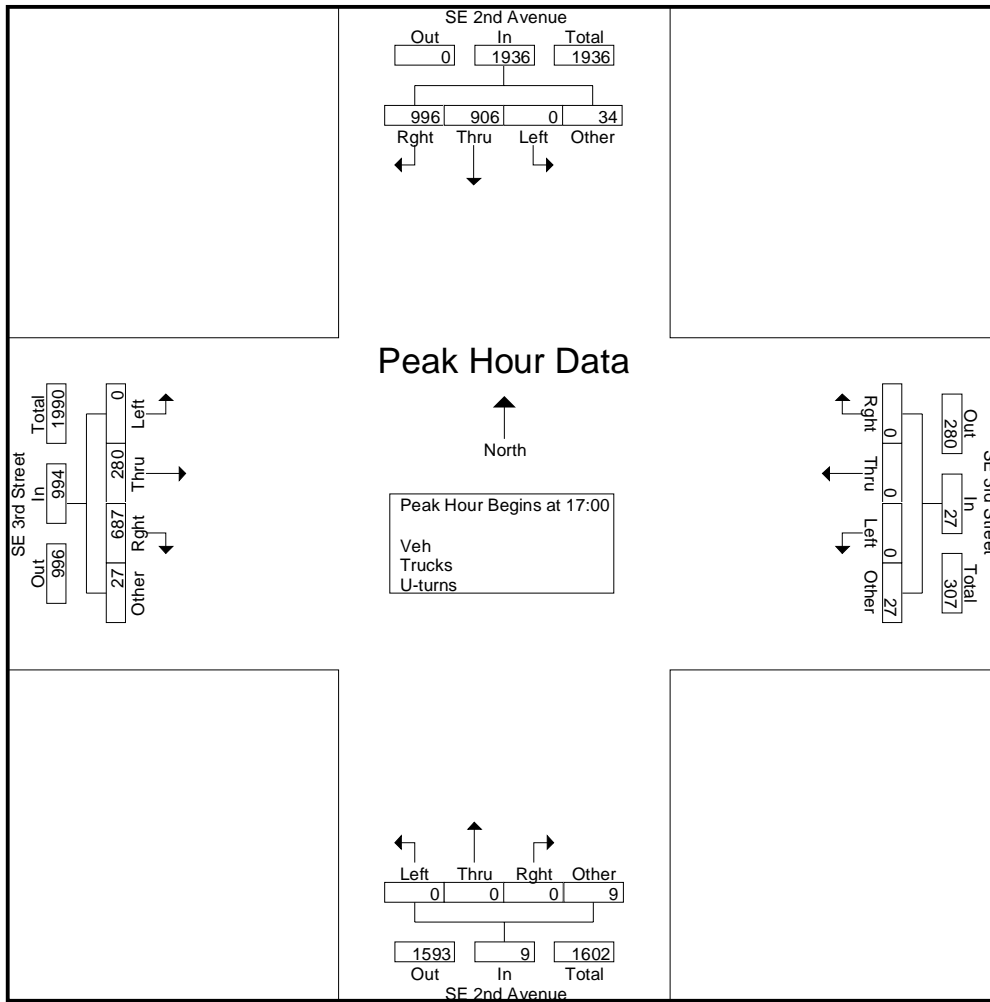 SE 2nd Avenue
Out In Total
0 1936 1936
996 906 0 34
Rght Thru Left Other
Peak Hour Data
North
Peak Hour Begins at 17:00
Veh
Trucks
U-turns
SE 3rd Street
Out In Total
996 994 1990
Other Rght Thru Left
27 687 280 0
SE 3rd Street
Out In Total
280 27 307
Rght Thru Left Other
0 0 0 27
Left Thru Rght Other
0 0 0 9
1593 9 1602
Out In Total
SE 2nd Avenue